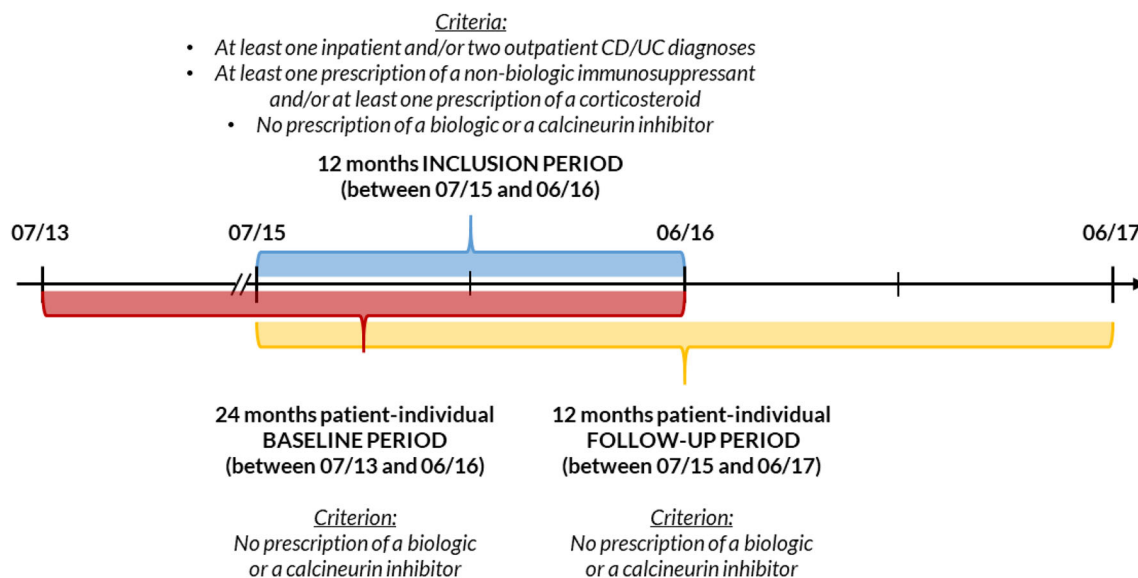 Criteria:
• At least one inpatient and/or two outpatient CD/UC diagnoses
• At least one prescription of a non-biologic immunosuppressant
and/or at least one prescription of a corticosteroid
• No prescription of a biologic or a calcineurin inhibitor
12 months INCLUSION PERIOD
(between 07/15 and 06/16)
07/13 07/15 06/16 06/17
24 months patient-individual
BASELINE PERIOD
(between 07/13 and 06/16)
Criterion:
No prescription of a biologic
or a calcineurin inhibitor
12 months patient-individual
FOLLOW-UP PERIOD
(between 07/15 and 06/17)
Criterion:
No prescription of a biologic
or a calcineurin inhibitor